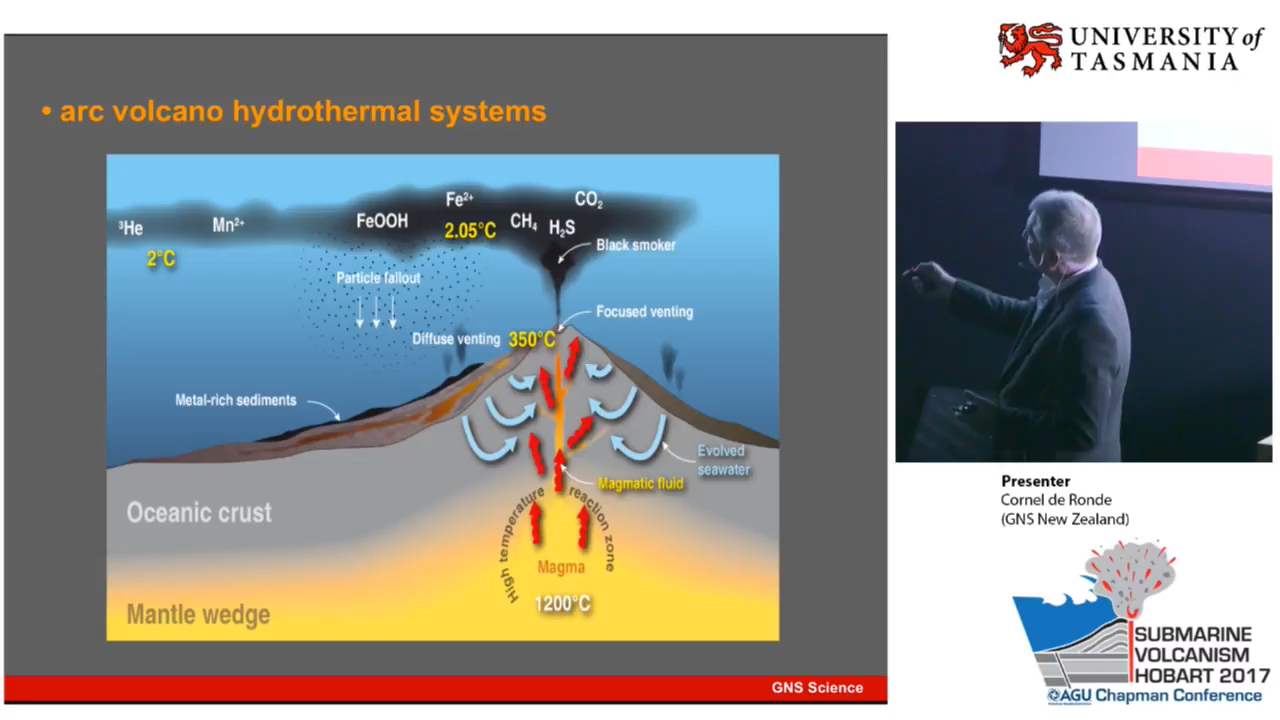 • arc volcano hydrothermal systems
³He
Mn²⁺
FeOOH
Fe²⁺
2.05°C
CH₄
H₂S
CO₂
2°C
Black smoker
Particle fallout
Focused venting
Diffuse venting
350°C
Metal-rich sediments
Evolved
seawater
Magmatic fluid
Oceanic crust
High temperature reaction zone
Magma
1200°C
Mantle wedge
GNS Science
UNIVERSITY of
TASMANIA
Presenter
Cornel de Ronde
(GNS New Zealand)
SUBMARINE
VOLCANISM
HOBART 2017
AGU Chapman Conference